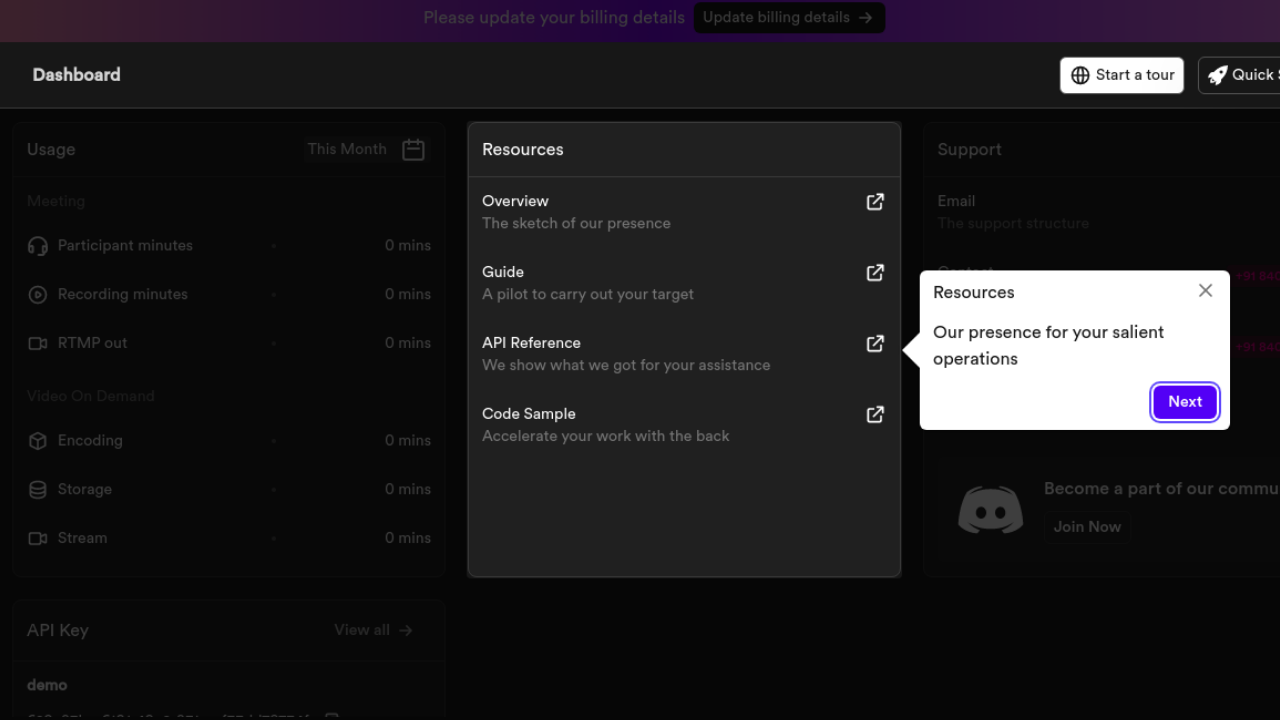 Please update your billing details
Update billing details
Dashboard
Start a tour
Quick
Usage
This Month
Meeting
Participant minutes
0 mins
Recording minutes
0 mins
RTMP out
0 mins
Video On Demand
Encoding
0 mins
Storage
0 mins
Stream
0 mins
Resources
Overview
The sketch of our presence
Guide
A pilot to carry out your target
API Reference
We show what we got for your assistance
Code Sample
Accelerate your work with the back
Support
Email
The support structure
+91 849
+91 849
Resources
Our presence for your salient
operations
Next
Become a part of our commu
Join Now
API Key
View all
demo